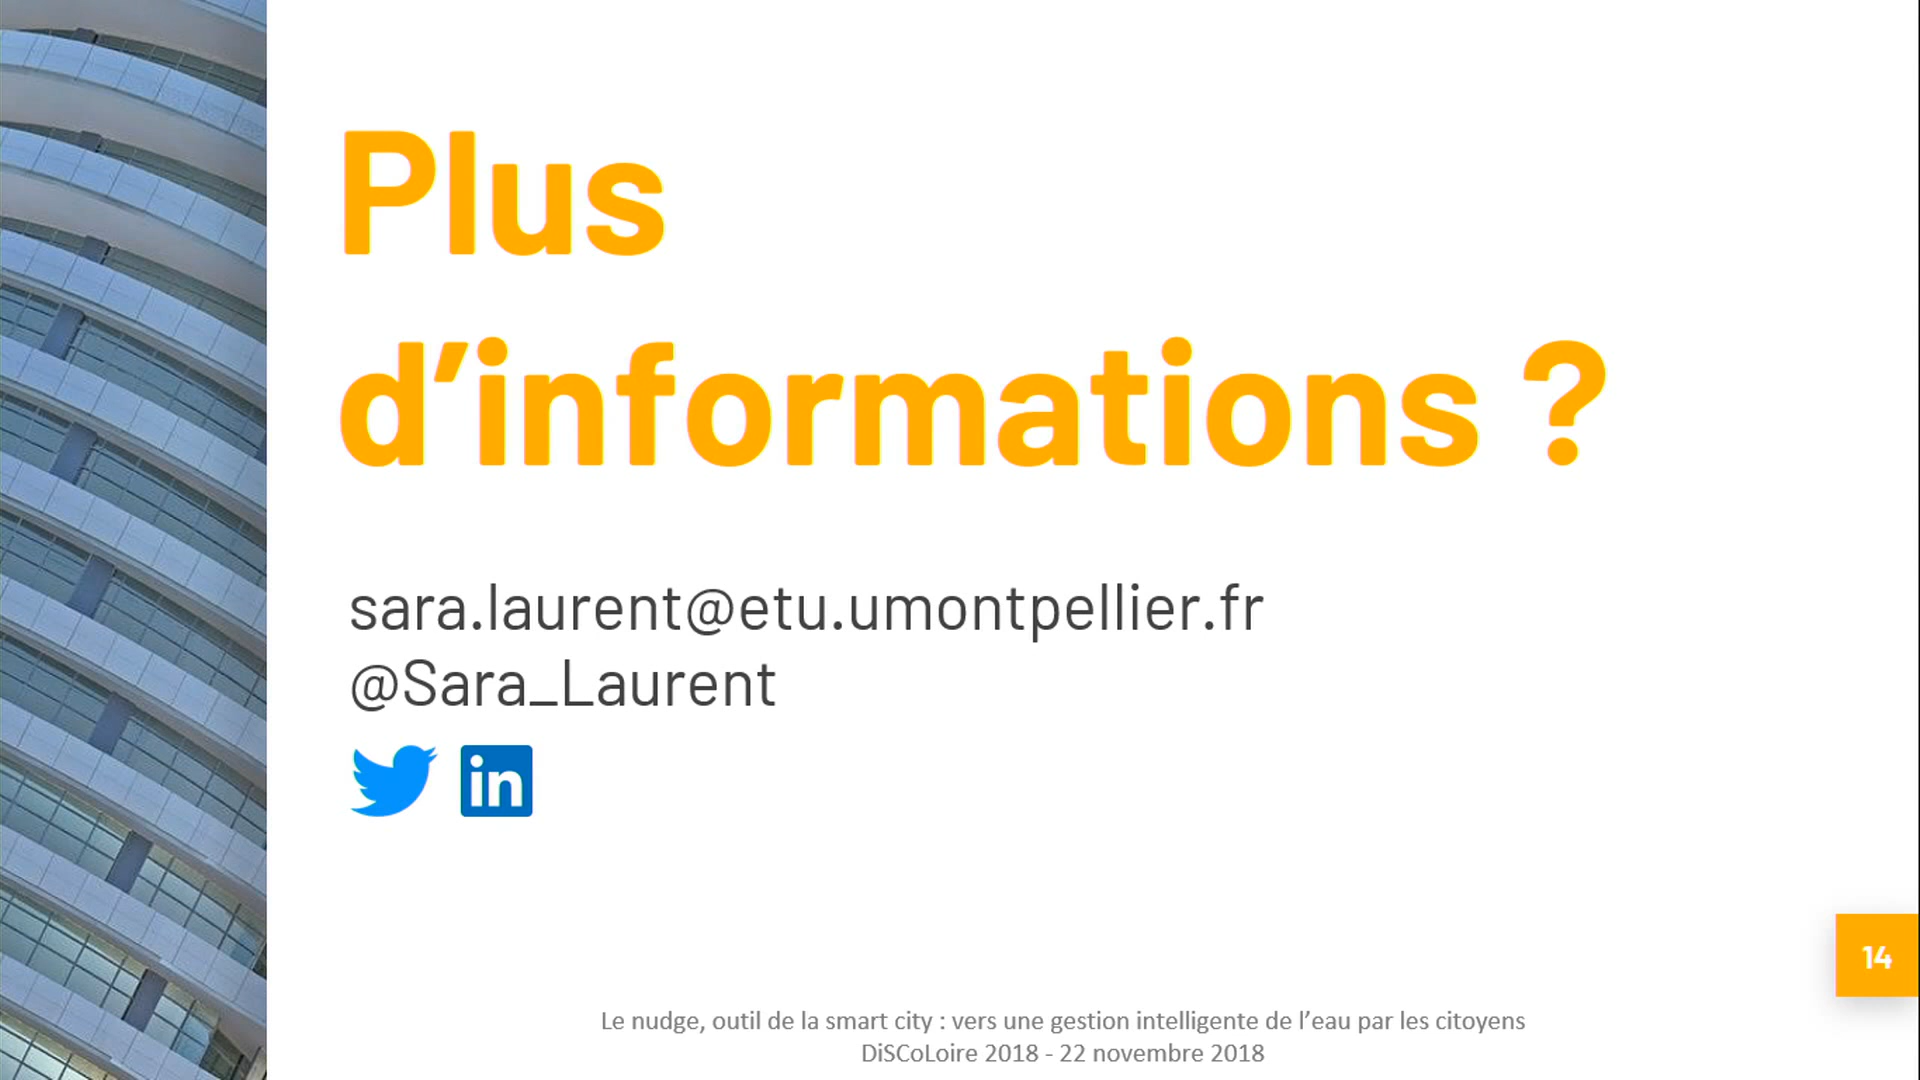 Plus
d’informations ?
sara.laurent@etu.umontpellier.fr
@Sara_Laurent
in
14
Le nudge, outil de la smart city : vers une gestion intelligente de l’eau par les citoyens
DiSCoLoire 2018 - 22 novembre 2018